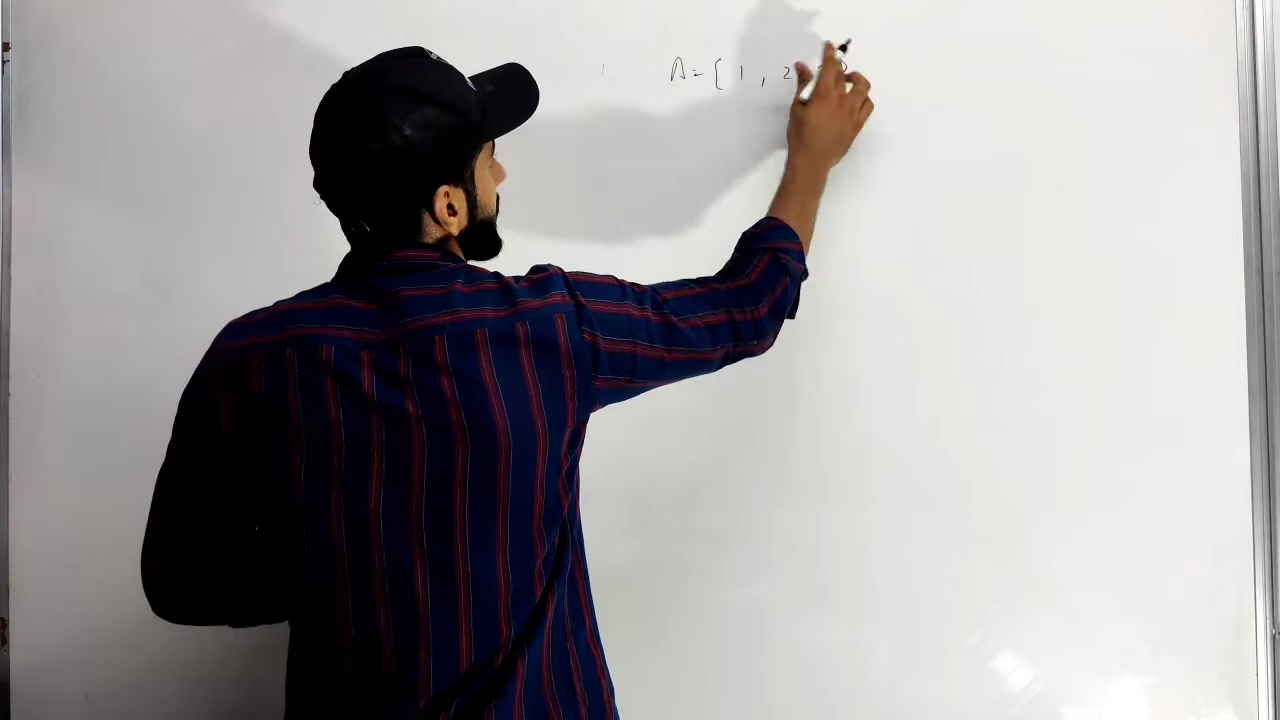 A = { 1 , 2